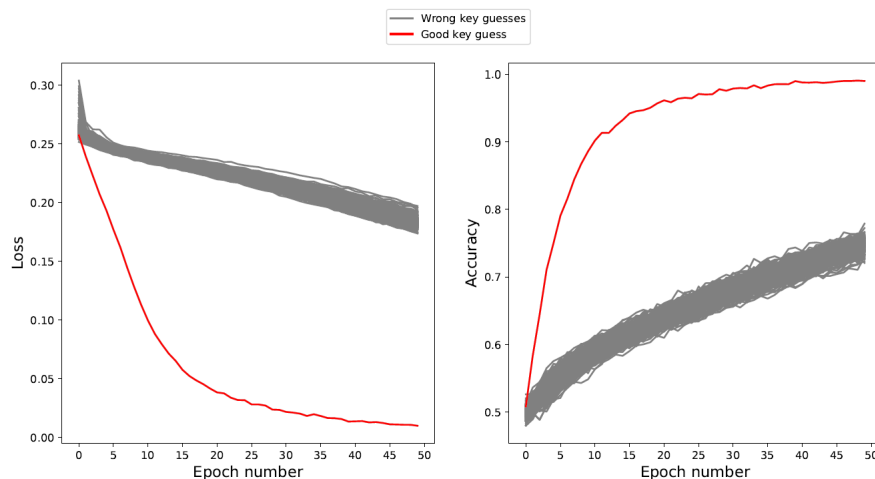 Wrong key guesses
Good key guess
0.30
0.25
0.20
0.15
0.10
0.05
0.00
Loss
0 5 10 15 20 25 30 35 40 45 50
Epoch number
1.0
0.9
0.8
0.7
0.6
0.5
Accuracy
0 5 10 15 20 25 30 35 40 45 50
Epoch number